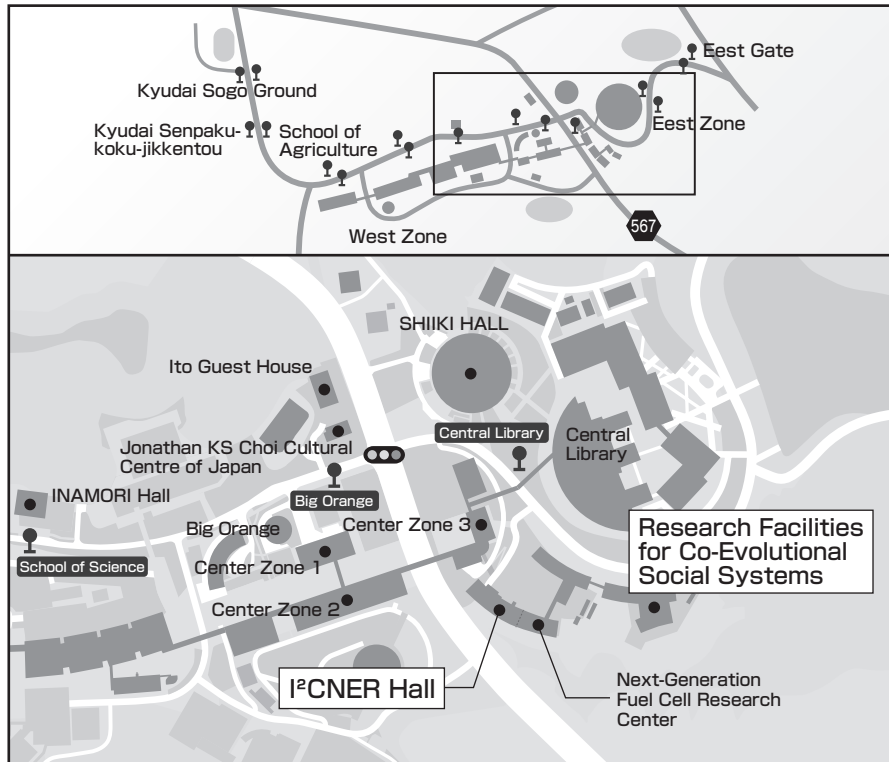 Eest Gate
Kyudai Sogo Ground
Eest Zone
Kyudai Senpaku-
koku-jikkentou
School of
Agriculture
West Zone
567
SHIIKI HALL
Ito Guest House
Central Library
Central
Library
Jonathan KS Choi Cultural
Centre of Japan
INAMORI Hall
Big Orange
Big Orange
Center Zone 3
School of Science
Center Zone 1
Research Facilities
for Co-Evolutional
Social Systems
Center Zone 2
I²CNER Hall
Next-Generation
Fuel Cell Research
Center